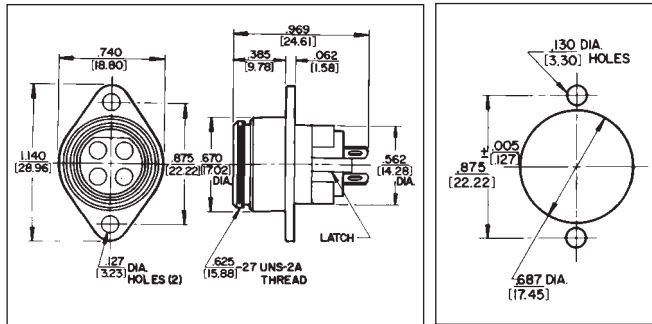 .740
[18.80]
1.140
[28.96]
.875
[22.22]
.127 DIA.
[3.23] HOLES (2)
.969
[24.61]
.385
[9.78]
.062
[1.58]
.670
[17.02]
DIA.
.562
[14.28]
DIA.
LATCH
.625 -27 UNS-2A
[15.88] THREAD
.130 DIA.
[3.30] HOLES
.875 ± .005
[22.22] [.127]
.687 DIA.
[17.45]